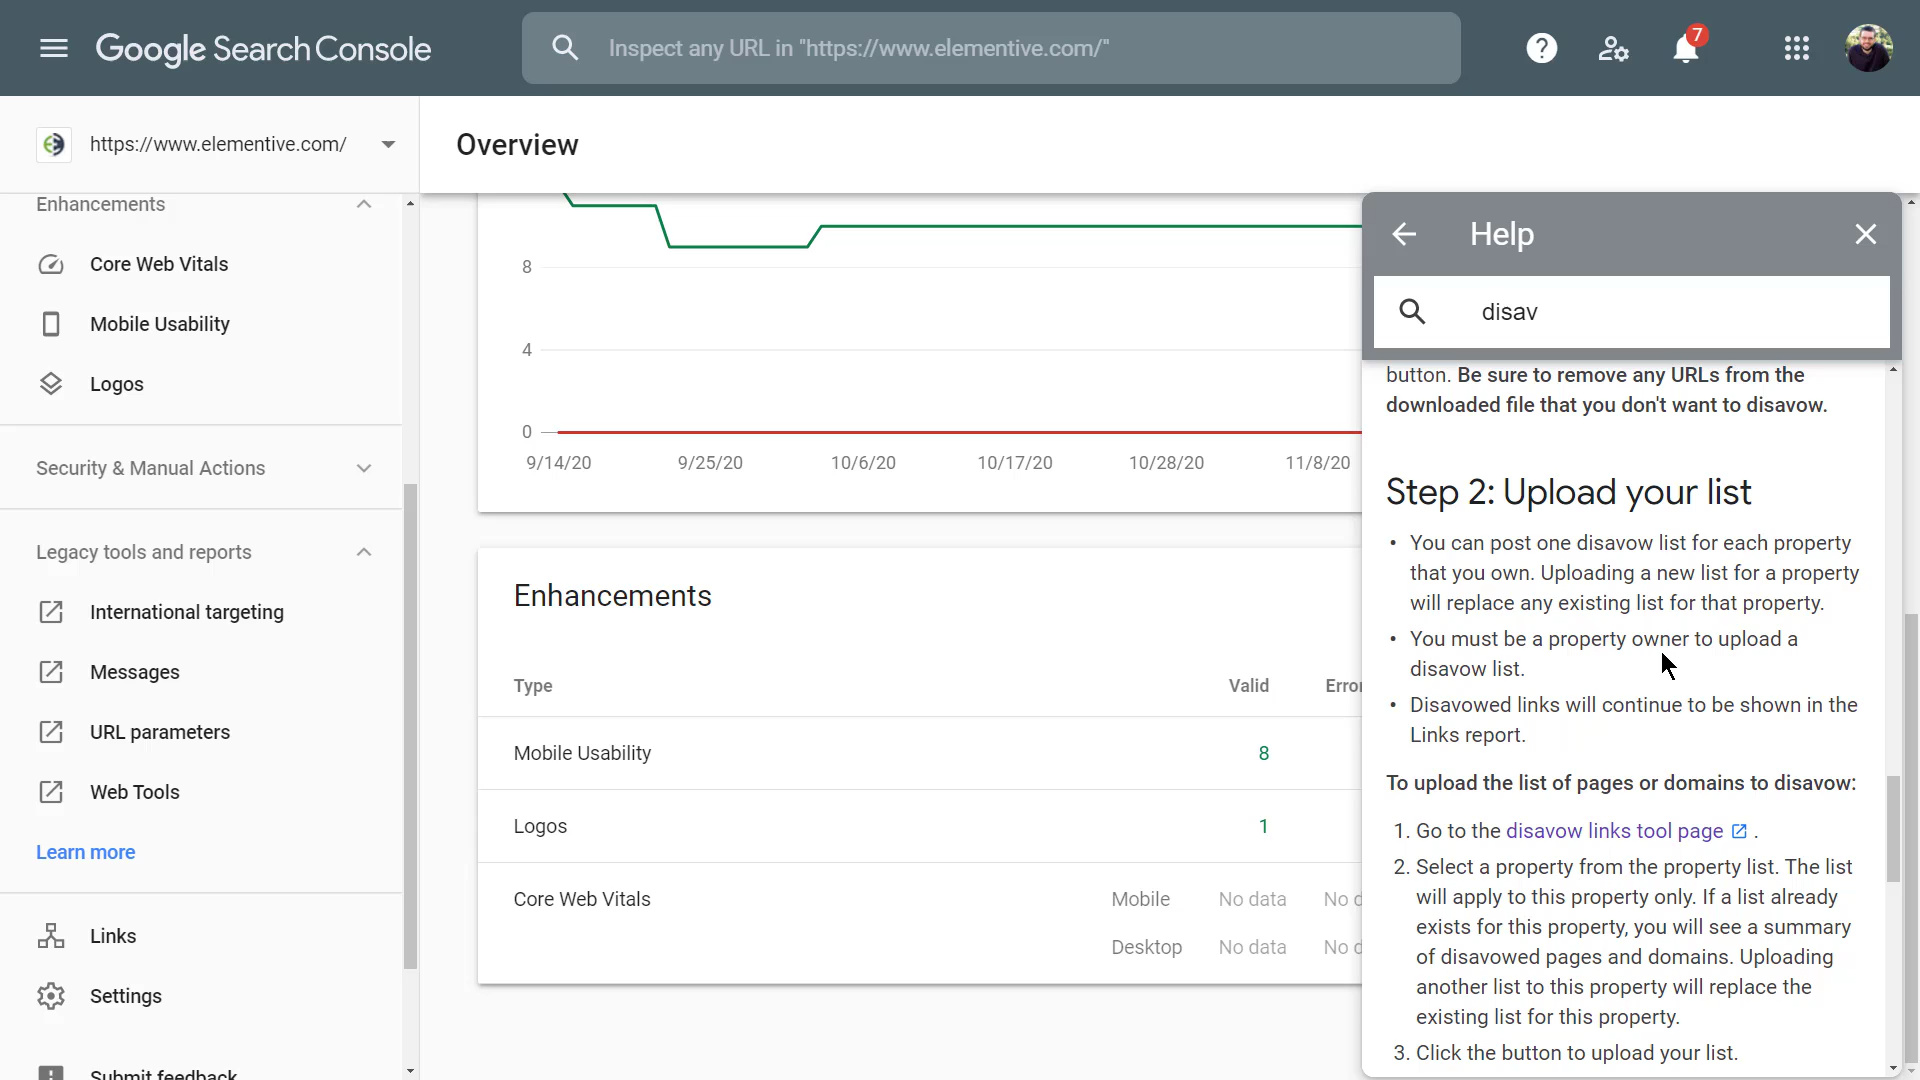 Google Search Console
Inspect any URL in "https://www.elementive.com/"
7
https://www.elementive.com/
Overview
Enhancements
Core Web Vitals
Mobile Usability
Logos
Security & Manual Actions
Legacy tools and reports
International targeting
Messages
URL parameters
Web Tools
Learn more
Links
Settings
Submit feedback
8
4
0
9/14/20 9/25/20 10/6/20 10/17/20 10/28/20 11/8/20
Enhancements
Type Valid Error
Mobile Usability 8
Logos 1
Core Web Vitals Mobile No data No d
Desktop No data No d
Help
disav
button. Be sure to remove any URLs from the
downloaded file that you don't want to disavow.
Step 2: Upload your list
• You can post one disavow list for each property
that you own. Uploading a new list for a property
will replace any existing list for that property.
• You must be a property owner to upload a
disavow list.
• Disavowed links will continue to be shown in the
Links report.
To upload the list of pages or domains to disavow:
1. Go to the disavow links tool page .
2. Select a property from the property list. The list
will apply to this property only. If a list already
exists for this property, you will see a summary
of disavowed pages and domains. Uploading
another list to this property will replace the
existing list for this property.
3. Click the button to upload your list.